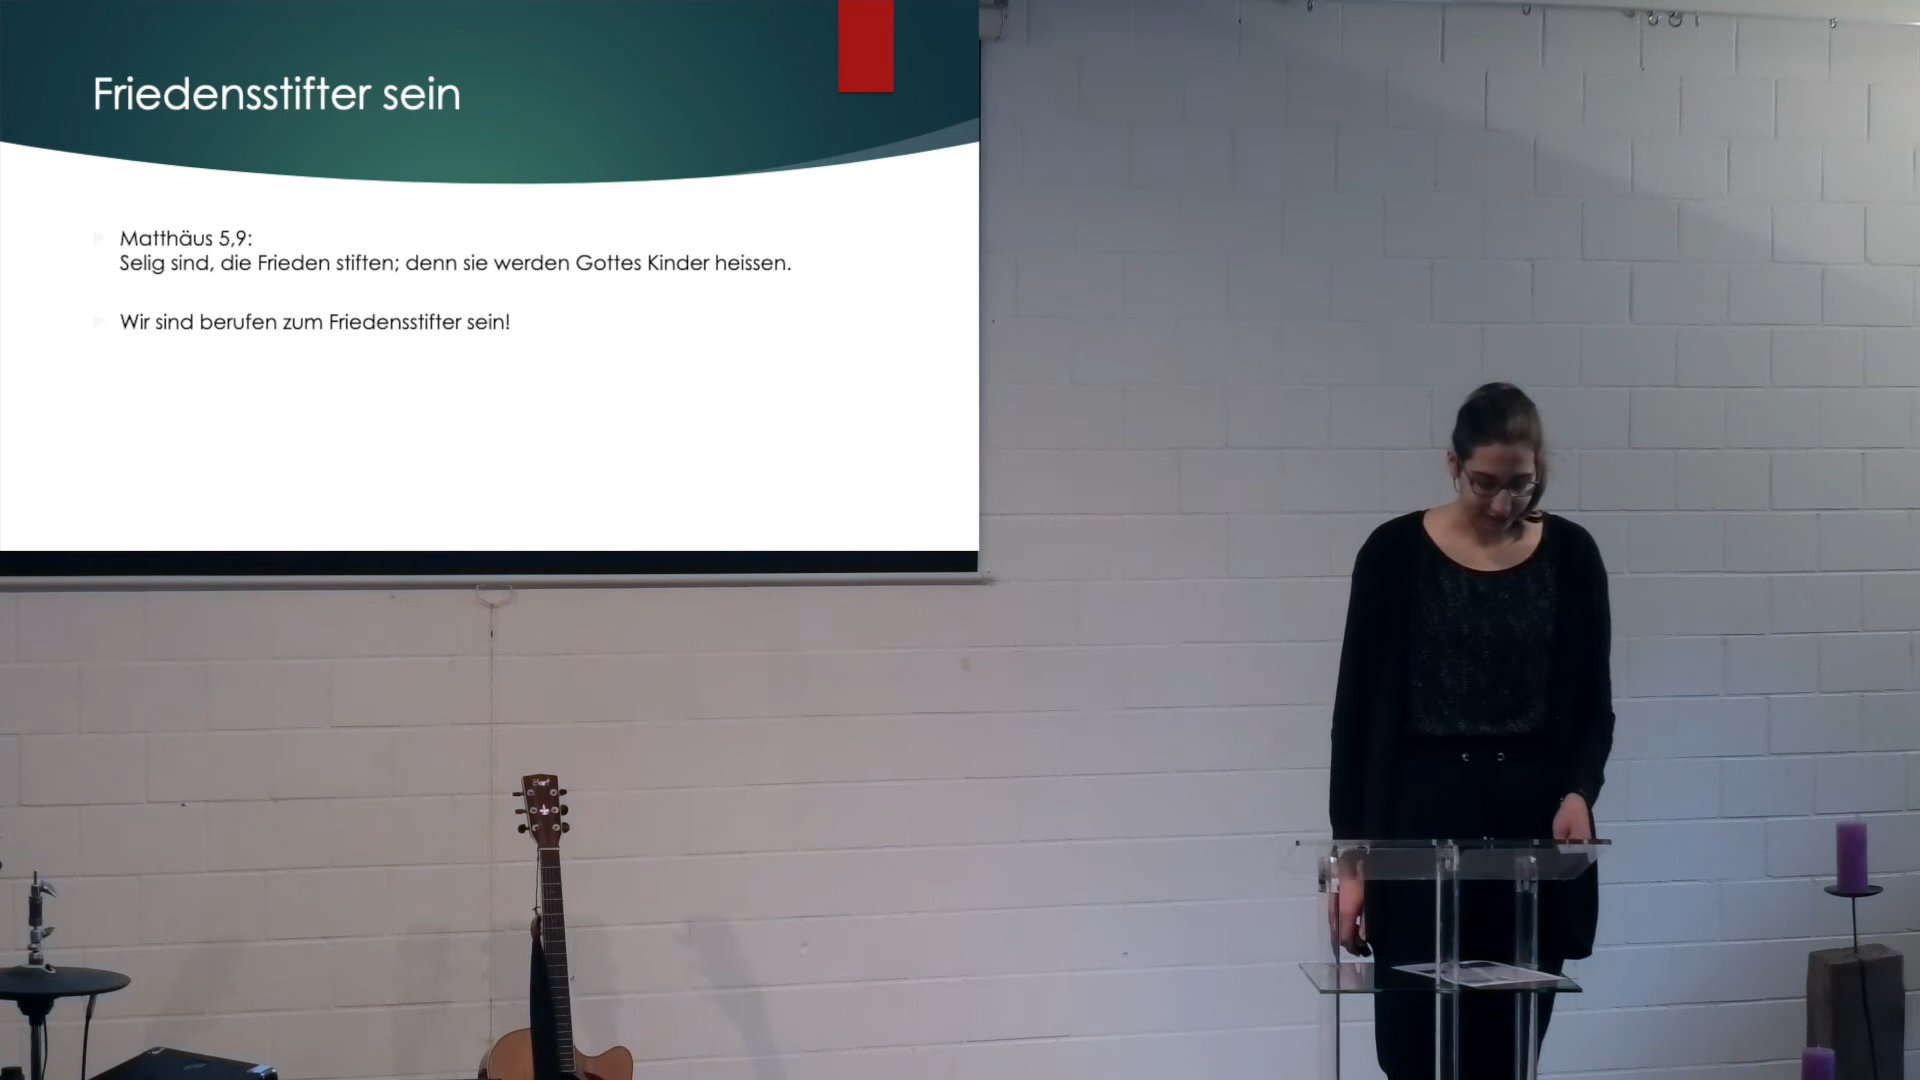 Friedensstifter sein
Matthäus 5,9:
Selig sind, die Frieden stiften; denn sie werden Gottes Kinder heissen.
Wir sind berufen zum Friedensstifter sein!